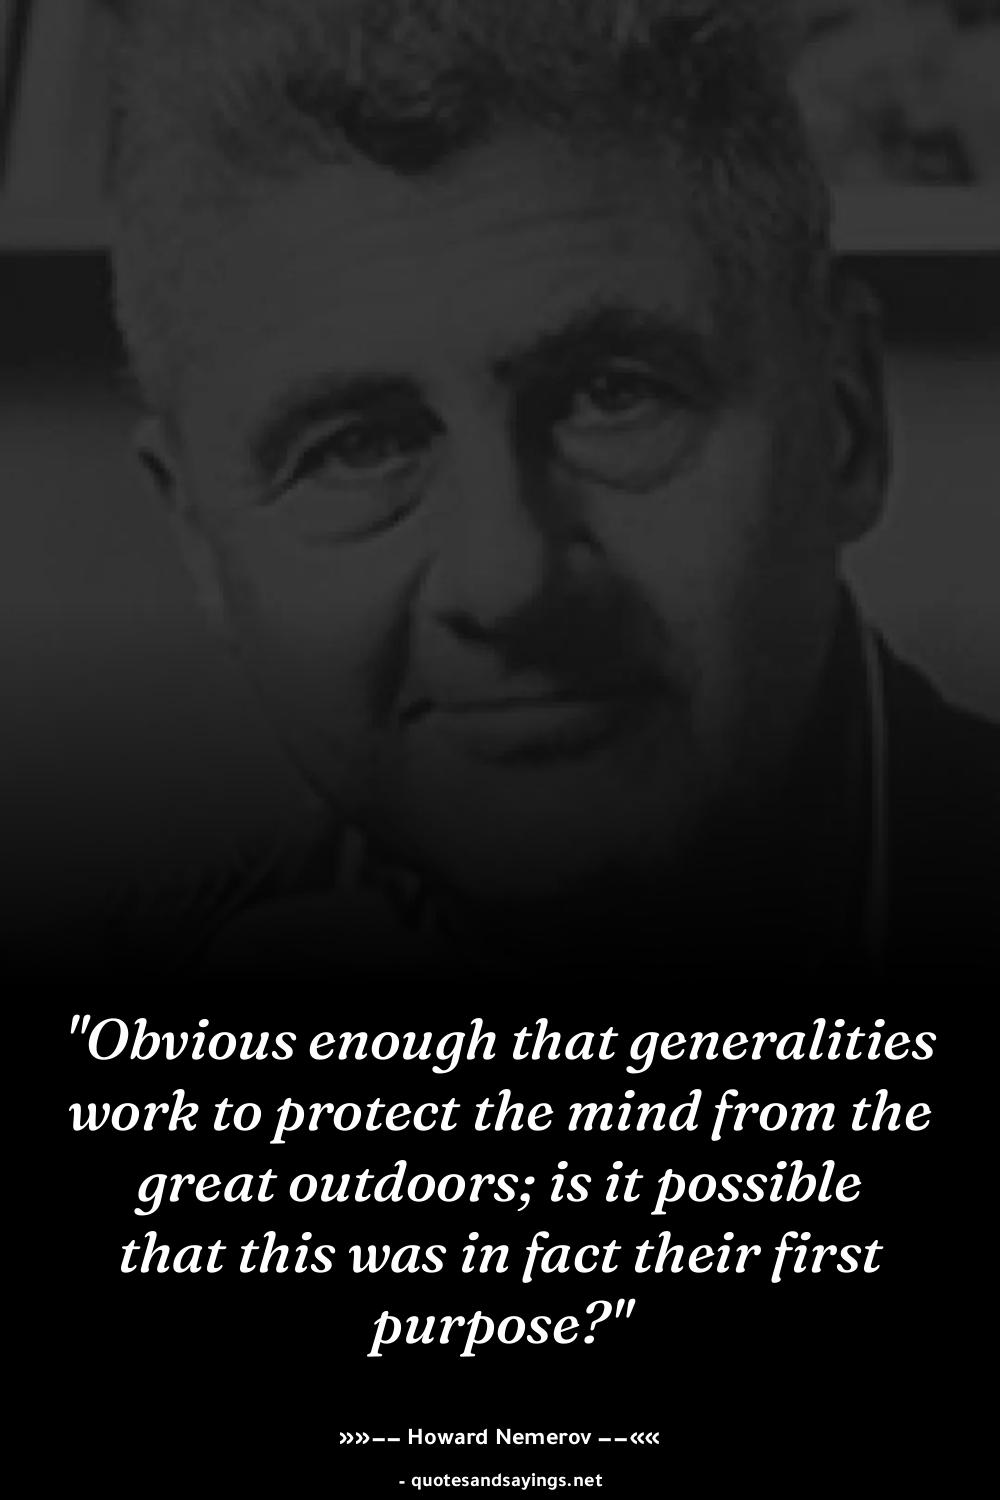 "Obvious enough that generalities
work to protect the mind from the
great outdoors; is it possible
that this was in fact their first
purpose?"
»»−− Howard Nemerov −−««
- quotesandsayings.net